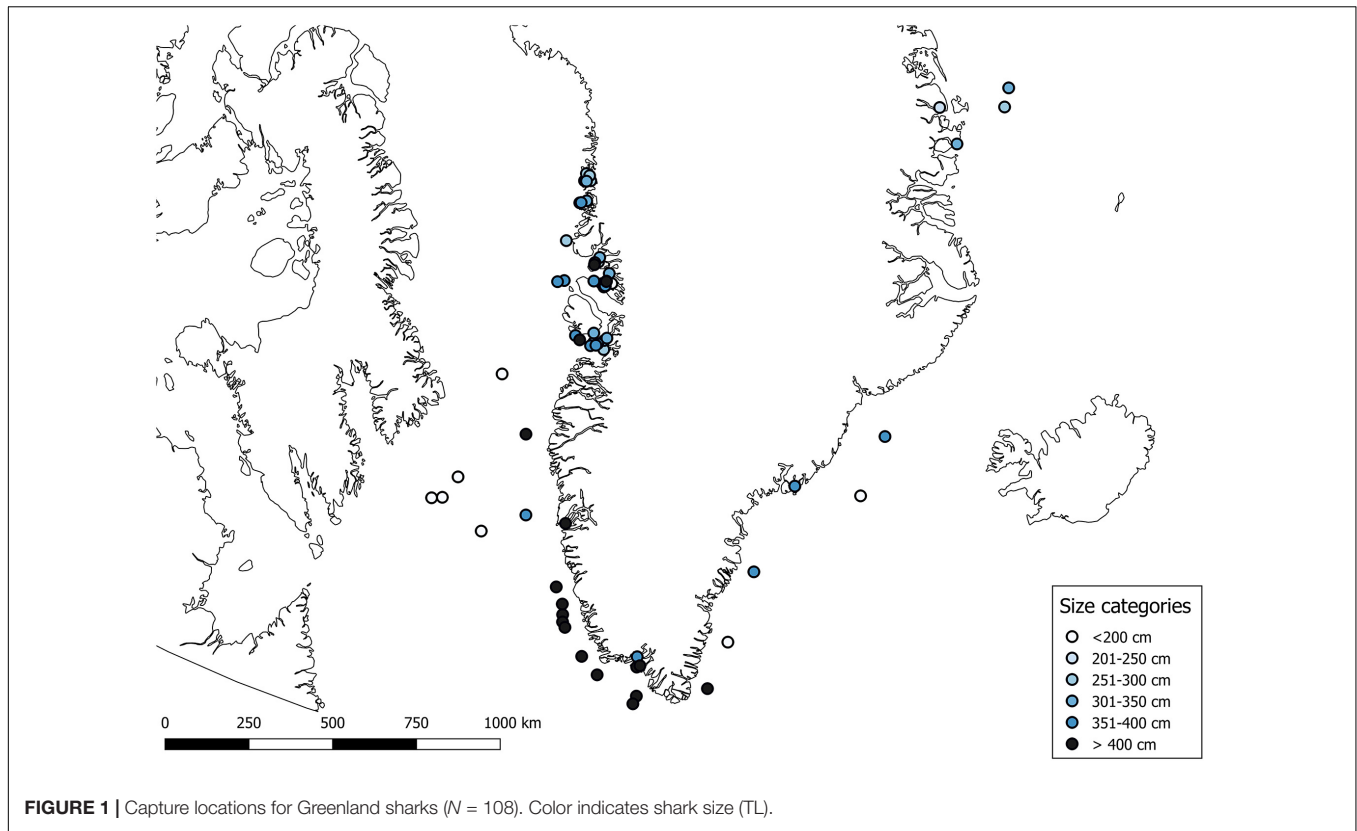 Size categories
<200 cm
201-250 cm
251-300 cm
301-350 cm
351-400 cm
> 400 cm
0 250 500 750 1000 km
FIGURE 1 | Capture locations for Greenland sharks (N = 108). Color indicates shark size (TL).